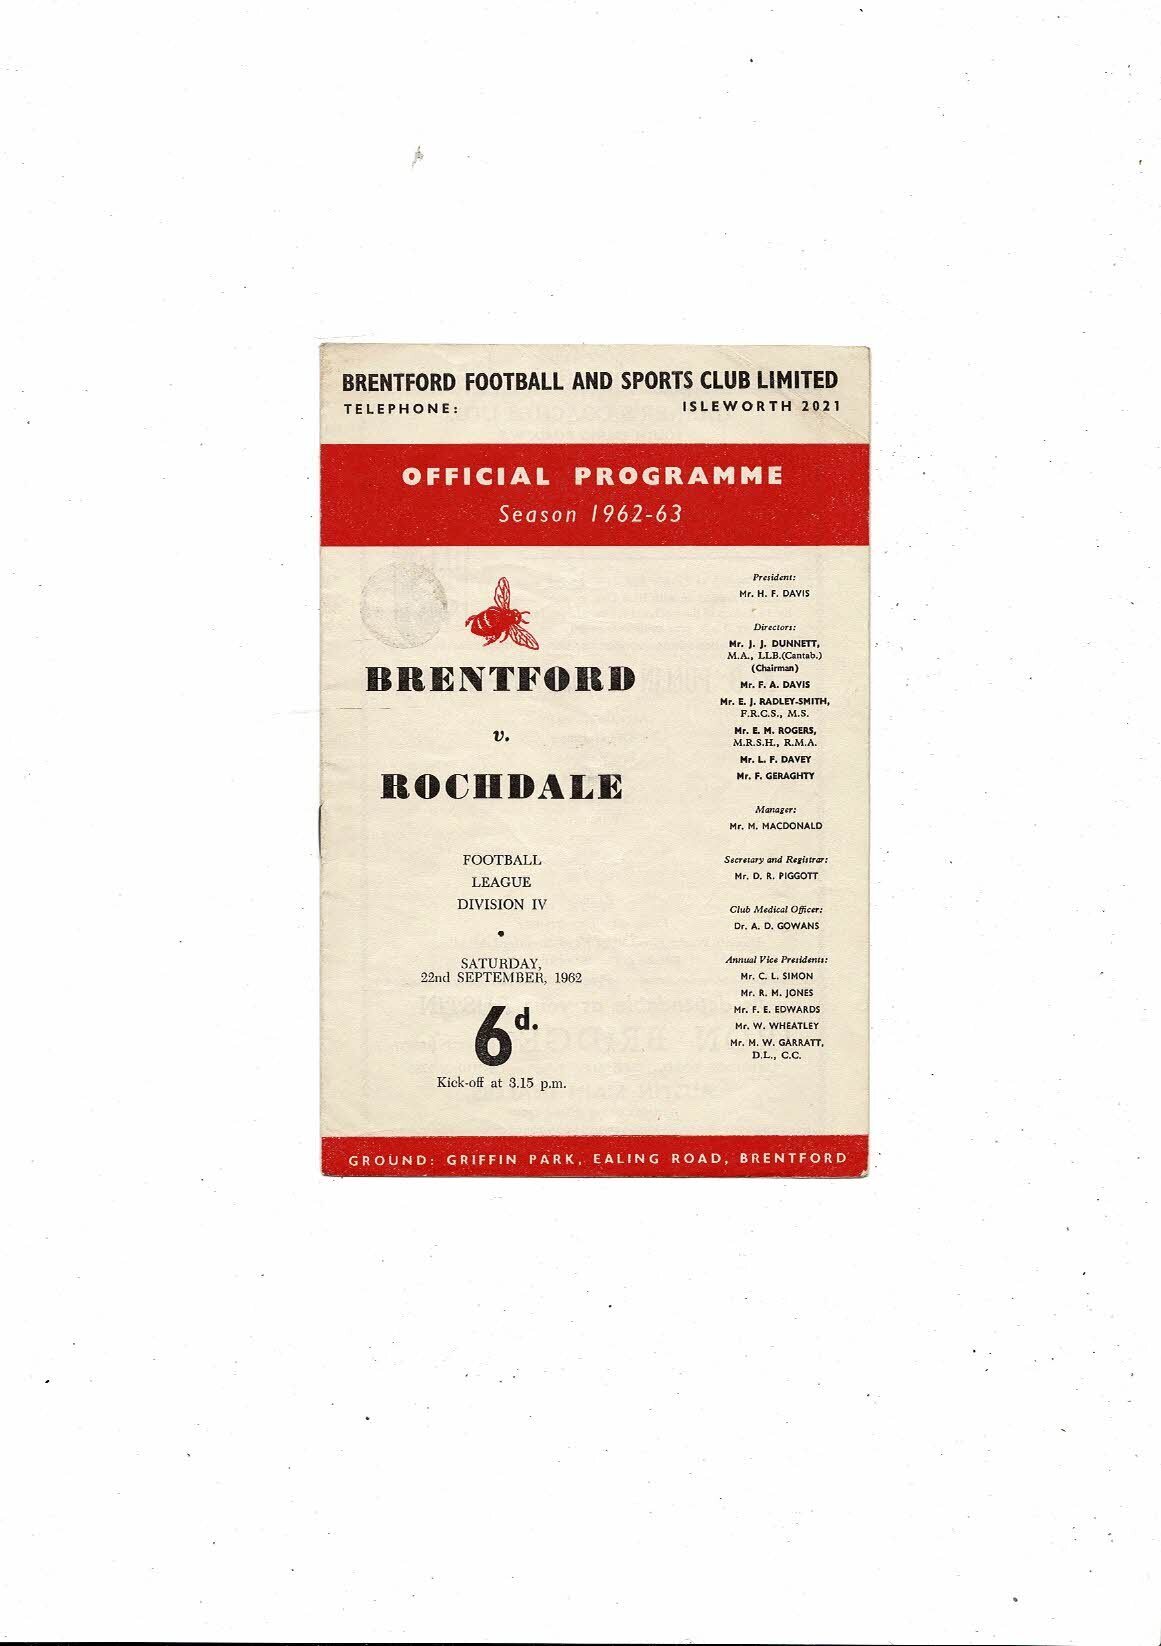 BRENTFORD FOOTBALL AND SPORTS CLUB LIMITED
TELEPHONE: ISLEWORTH 2021
OFFICIAL PROGRAMME
Season 1962-63
BRENTFORD
v.
ROCHDALE
FOOTBALL
LEAGUE
DIVISION IV
SATURDAY,
22nd SEPTEMBER, 1962
6d.
Kick-off at 3.15 p.m.
President:
Mr. H. F. DAVIS
Directors:
Mr. J. J. DUNNETT,
M.A., LLB.(Cantab.)
(Chairman)
Mr. F. A. DAVIS
Mr. E. J. RADLEY-SMITH,
F.R.C.S., M.S.
Mr. E. M. ROGERS,
M.R.S.H., R.M.A.
Mr. L. F. DAVEY
Mr. F. GERAGHTY
Manager:
Mr. M. MACDONALD
Secretary and Registrar:
Mr. D. R. PIGGOTT
Club Medical Officer:
Dr. A. D. GOWANS
Annual Vice Presidents:
Mr. C. L. SIMON
Mr. R. M. JONES
Mr. F. E. EDWARDS
Mr. W. WHEATLEY
Mr. M. W. GARRATT,
D.L., C.C.
GROUND: GRIFFIN PARK, EALING ROAD, BRENTFORD